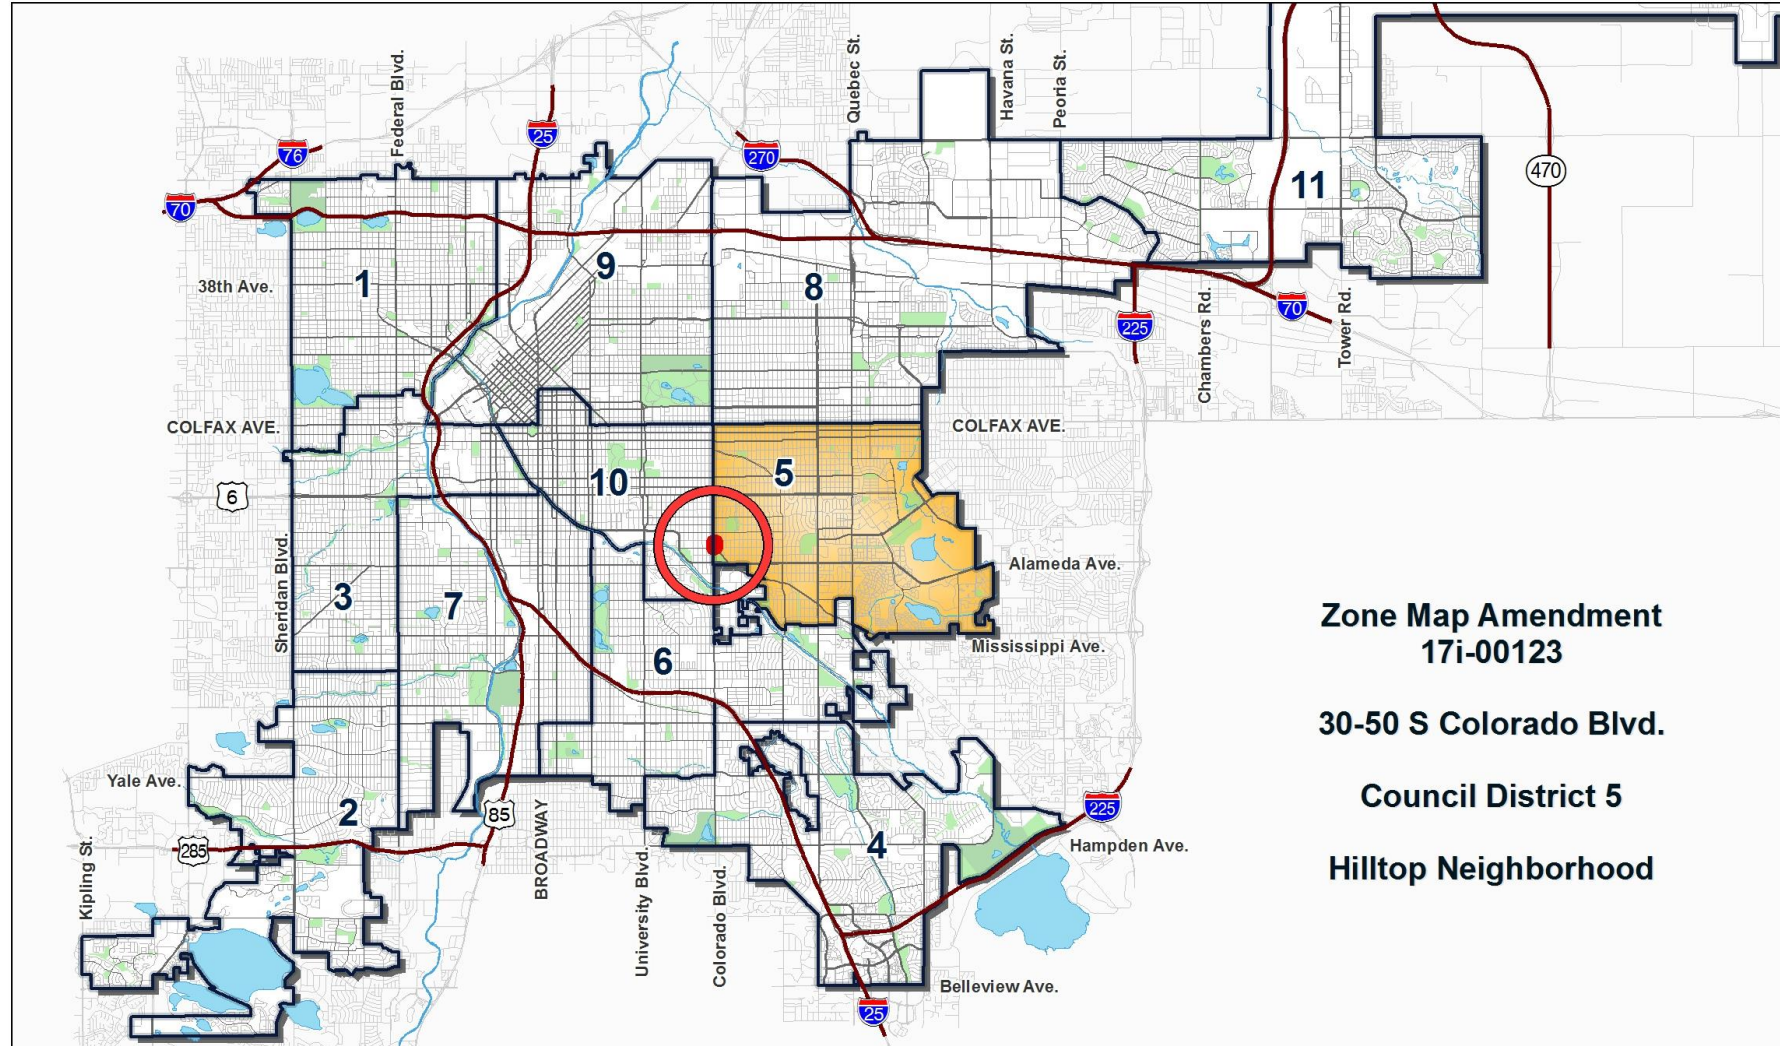 Federal Blvd.
Quebec St.
Havana St.
Peoria St.
25
76
270
470
70
11
9
1
8
38th Ave.
225
70
Chambers Rd.
Tower Rd.
COLFAX AVE.
COLFAX AVE.
5
10
6
Sheridan Blvd.
3
7
Alameda Ave.
6
Mississippi Ave.
Zone Map Amendment
17i-00123
30-50 S Colorado Blvd.
Council District 5
Hilltop Neighborhood
Yale Ave.
2
85
225
285
4
Hampden Ave.
Kipling St.
BROADWAY
University Blvd.
Colorado Blvd.
Belleview Ave.
25